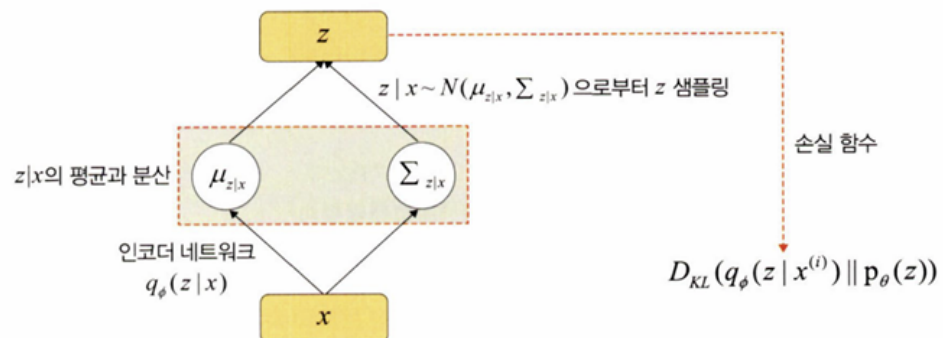 z
z | x ~ N(μ_{z|x}, Σ_{z|x})으로부터 z 샘플링
손실 함수
z|x의 평균과 분산
μ_{z|x}
Σ_{z|x}
인코더 네트워크
q_ϕ(z | x)
D_{KL}(q_ϕ(z | x^{(i)}) || p_θ(z))
x